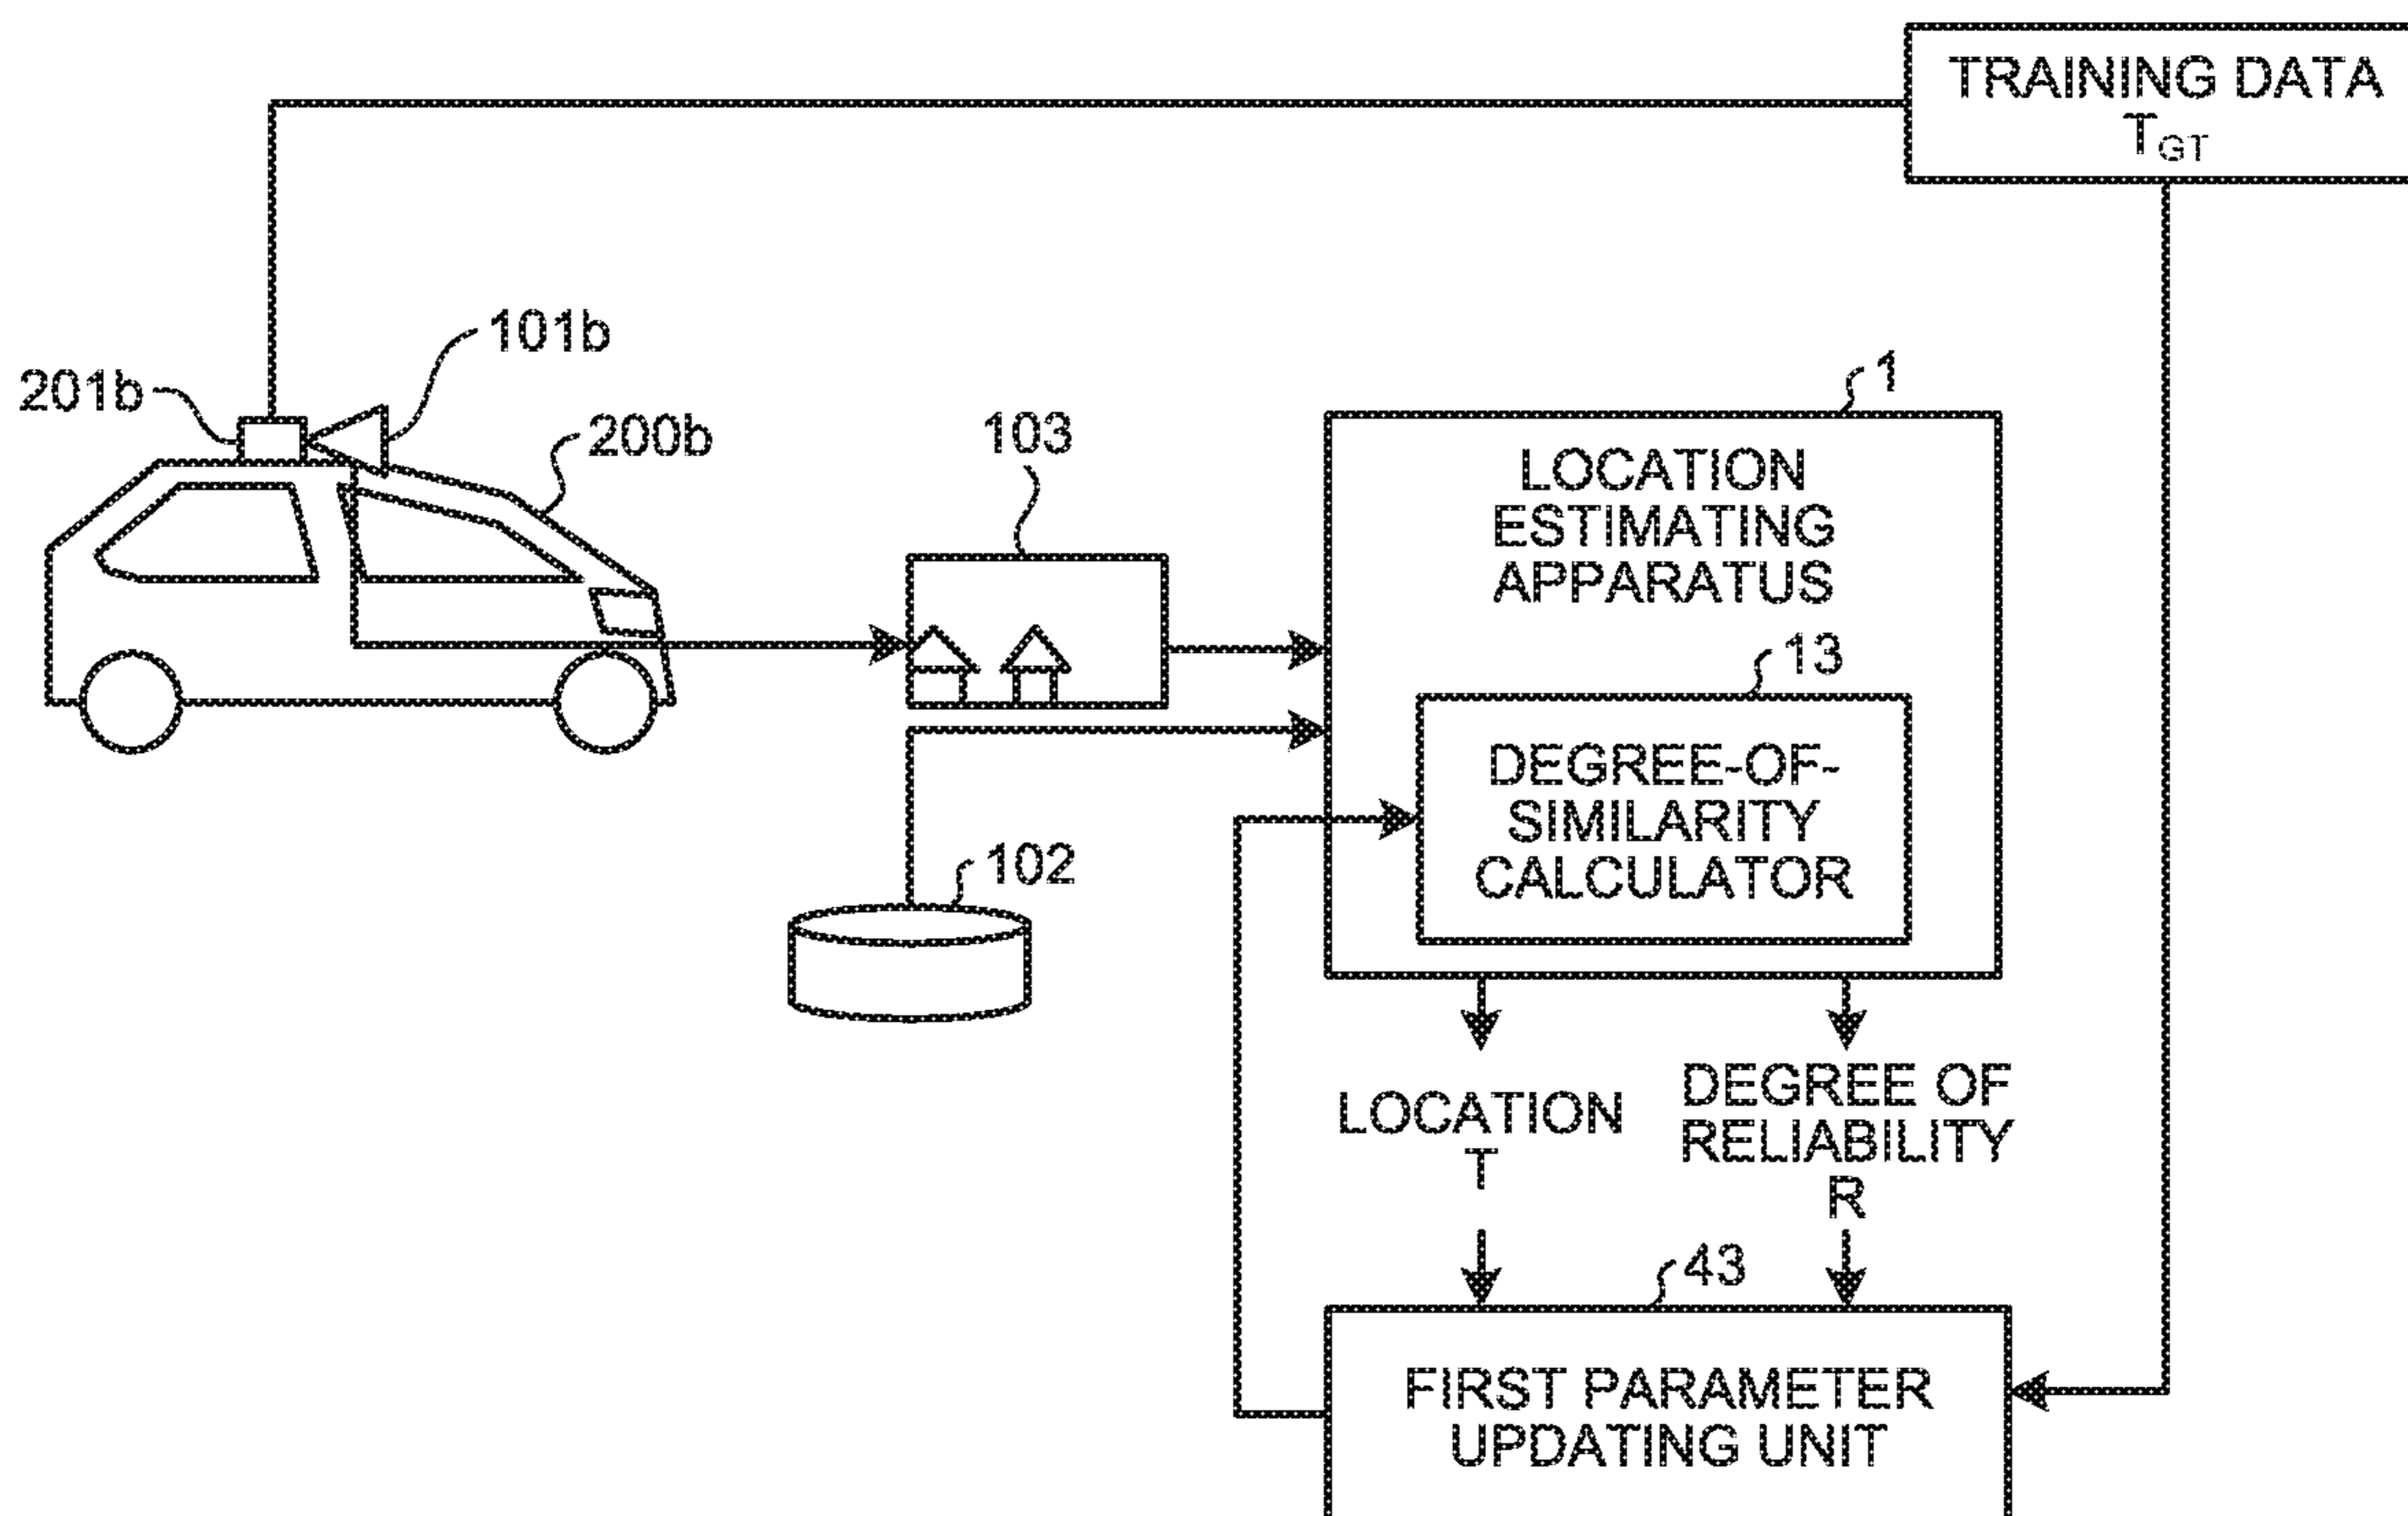 TRAINING DATA
T_GT
101b
201b
200b
103
1
LOCATION
ESTIMATING
APPARATUS
13
DEGREE-OF-
SIMILARITY
CALCULATOR
102
LOCATION
T
DEGREE OF
RELIABILITY
R
43
FIRST PARAMETER
UPDATING UNIT